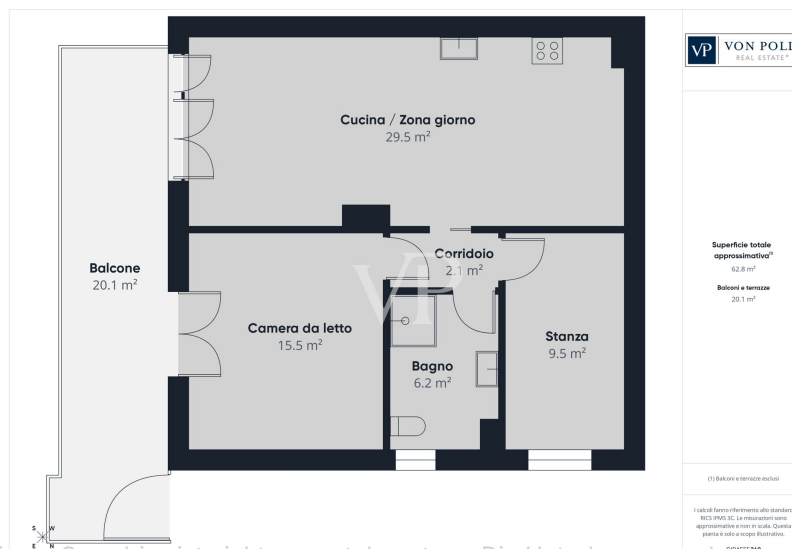 Cucina / Zona giorno
29.5 m²
Corridoio
2.1 m²
Balcone
20.1 m²
Camera da letto
15.5 m²
Stanza
9.5 m²
Bagno
6.2 m²
VP
S W
E N
VP VON POLL
REAL ESTATE®
Superficie totale
approssimativa⁽¹⁾
62.8 m²
Balconi e terrazze
20.1 m²
(1) Balconi e terrazze esclusi
I calcoli fanno riferimento allo standard
RICS IPMS 3C. Le misurazioni sono
approssimative e non in scala. Questa
pianta è solo a scopo illustrativo.